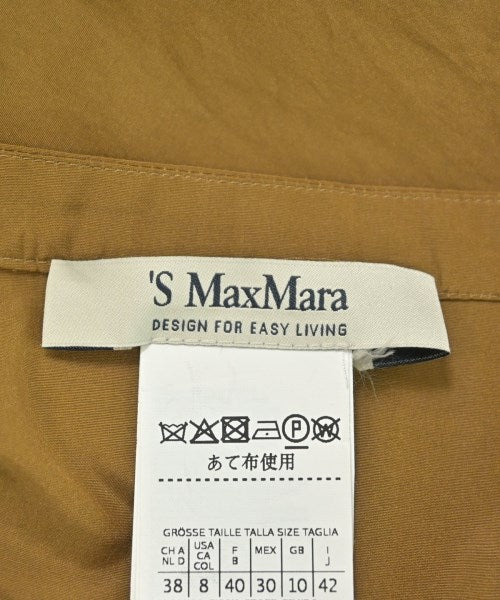 'S MaxMara
DESIGN FOR EASY LIVING
P W
あて布使用
GRÖSSE TAILLE TALLA SIZE TAGLIA
CH A NL D USA CA COL F B MEX GB I J
38 8 40 30 10 42